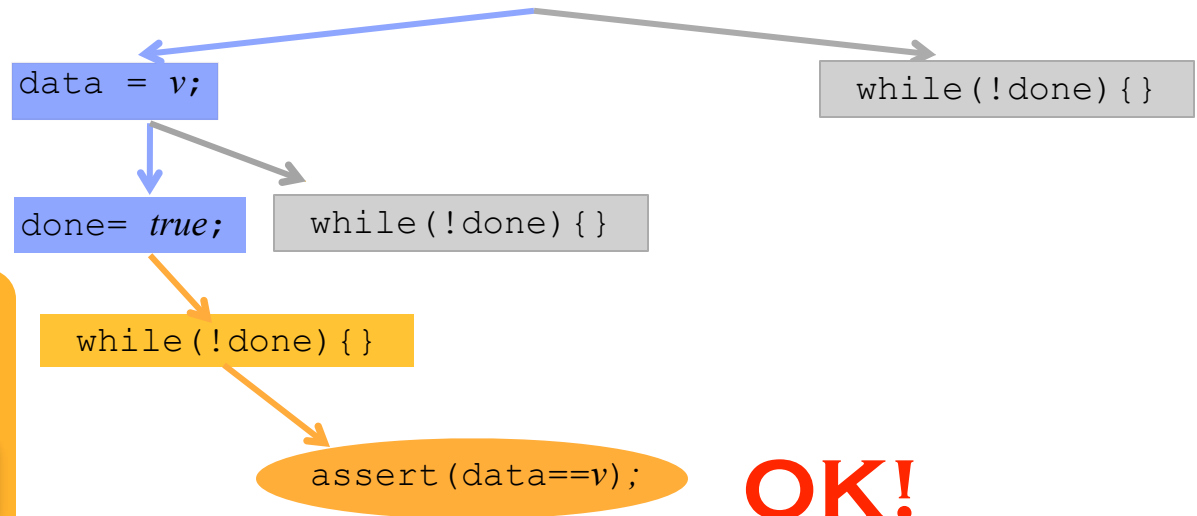 data = v;
while(!done){}
done= true;
while(!done){}
while(!done){}
assert(data==v);
OK!